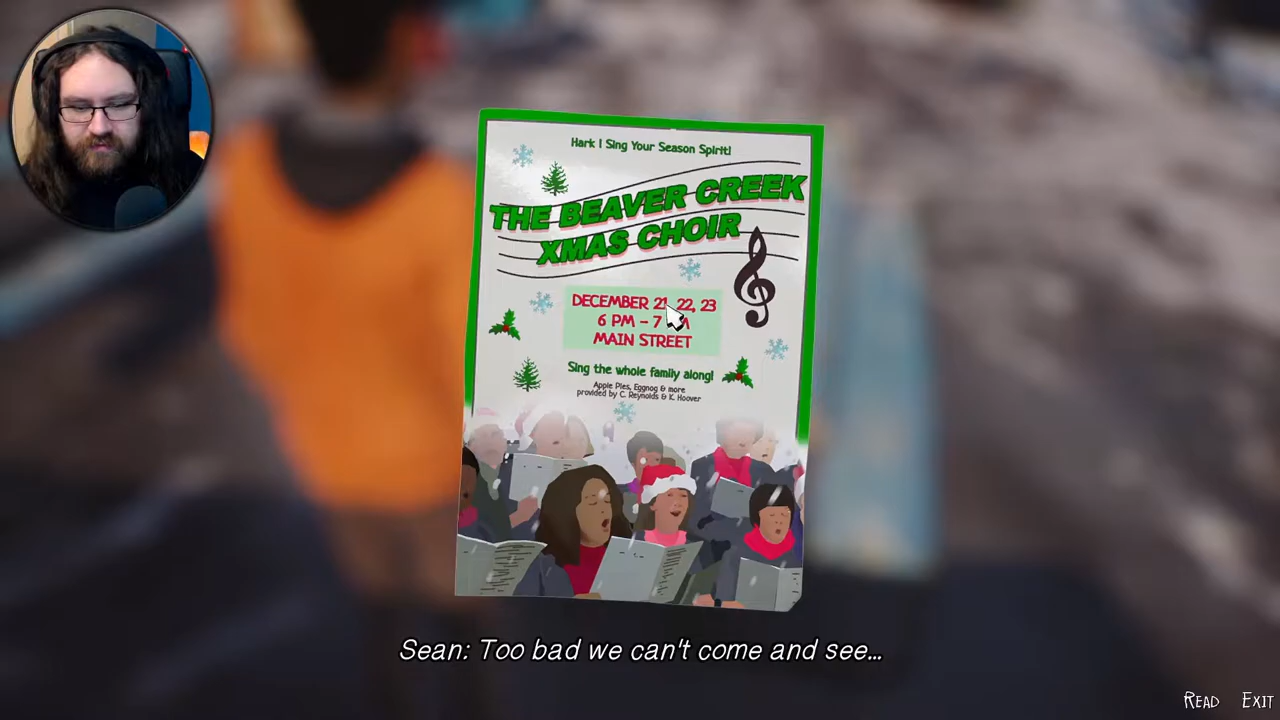 Hark ! Sing Your Season Spirit!
THE BEAVER CREEK
XMAS CHOIR
DECEMBER 21, 22, 23
6 PM - 7 PM
MAIN STREET
Sing the whole family along!
Apple Pies, Eggnog & more
provided by C. Reynolds & K. Hoover
Sean: Too bad we can't come and see...
READ EXIT